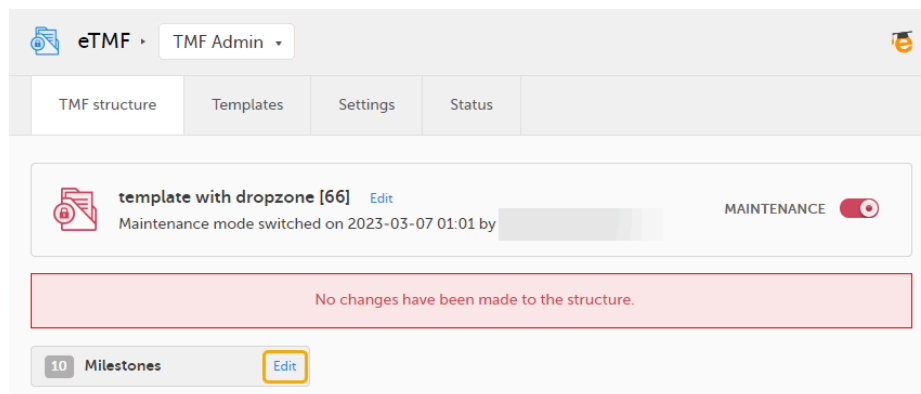 eTMF TMF Admin
TMF structure Templates Settings Status
template with dropzone [66] Edit
Maintenance mode switched on 2023-03-07 01:01 by
MAINTENANCE
No changes have been made to the structure.
10 Milestones Edit